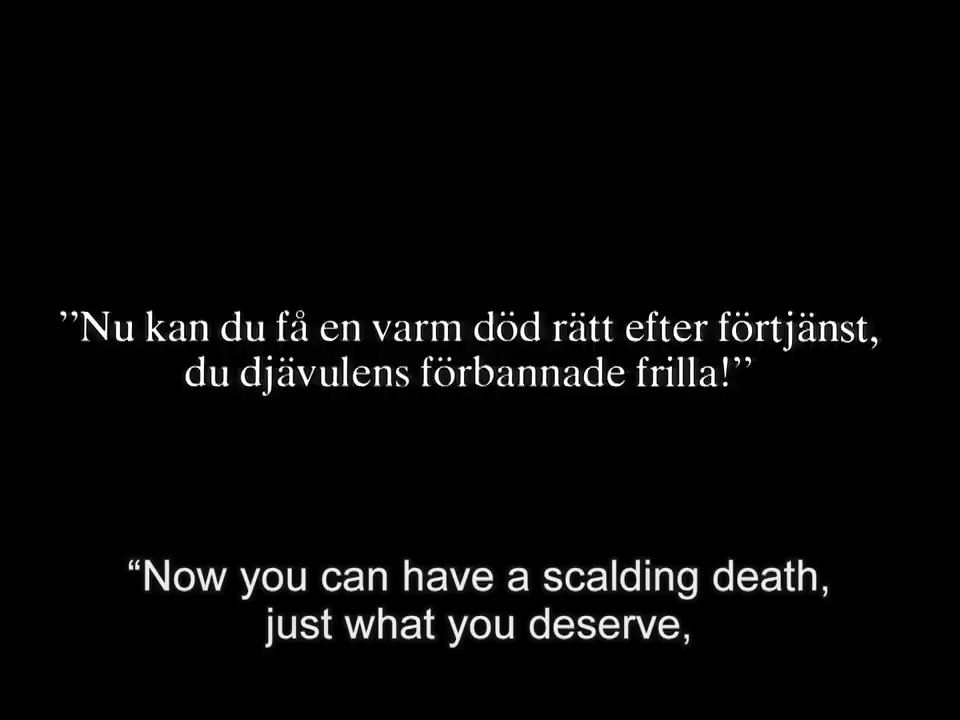 ”Nu kan du få en varm död rätt efter förtjänst,
du djävulens förbannade frilla!”
“Now you can have a scalding death,
just what you deserve,